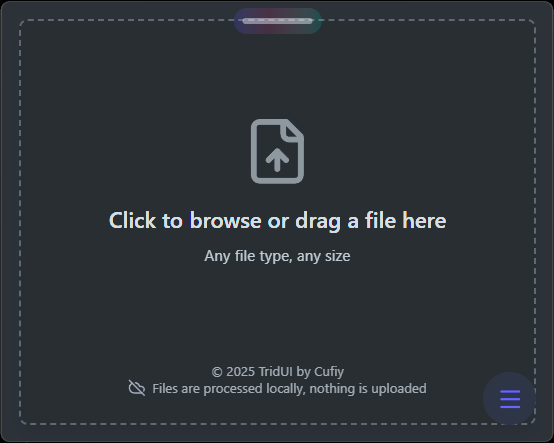 Click to browse or drag a file here
Any file type, any size
© 2025 TridUI by Cufiy
Files are processed locally, nothing is uploaded